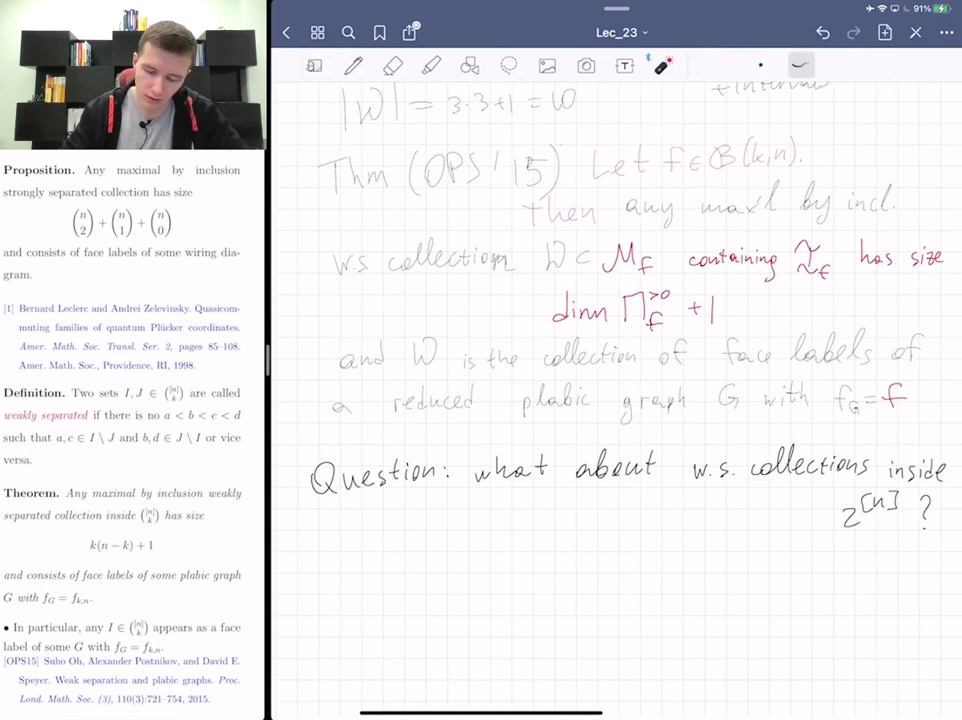 91%
Lec_23
Proposition. Any maximal by inclusion
strongly separated collection has size
(n 2) + (n 1) + (n 0)
and consists of face labels of some wiring dia-
gram.
[1] Bernard Leclerc and Andrei Zelevinsky. Quasicom-
muting families of quantum Plücker coordinates.
Amer. Math. Soc. Transl. Ser. 2, pages 85–108.
Amer. Math. Soc., Providence, RI, 1998.
Definition. Two sets I, J ∈ ([n] k) are called
weakly separated if there is no a < b < c < d
such that a, c ∈ I \ J and b, d ∈ J \ I or vice
versa.
Theorem. Any maximal by inclusion weakly
separated collection inside ([n] k) has size
k(n − k) + 1
and consists of face labels of some plabic graph
G with f_G = f_{k,n}.
• In particular, any I ∈ ([n] k) appears as a face
label of some G with f_G = f_{k,n}.
[OPS15] Suho Oh, Alexander Postnikov, and David E.
Speyer. Weak separation and plabic graphs. Proc.
Lond. Math. Soc. (3), 110(3):721–754, 2015.
|W| = 3·3+1 = 10
Thm (OPS'15) Let f ∈ B(k,n).
then any max'l by incl.
w.s. collection W ⊂ M_f containing I_f has size
dim Π_f^{>0} + 1
and W is the collection of face labels of
a reduced plabic graph G with f_G = f
Question: what about w.s. collections inside
2^[n] ?